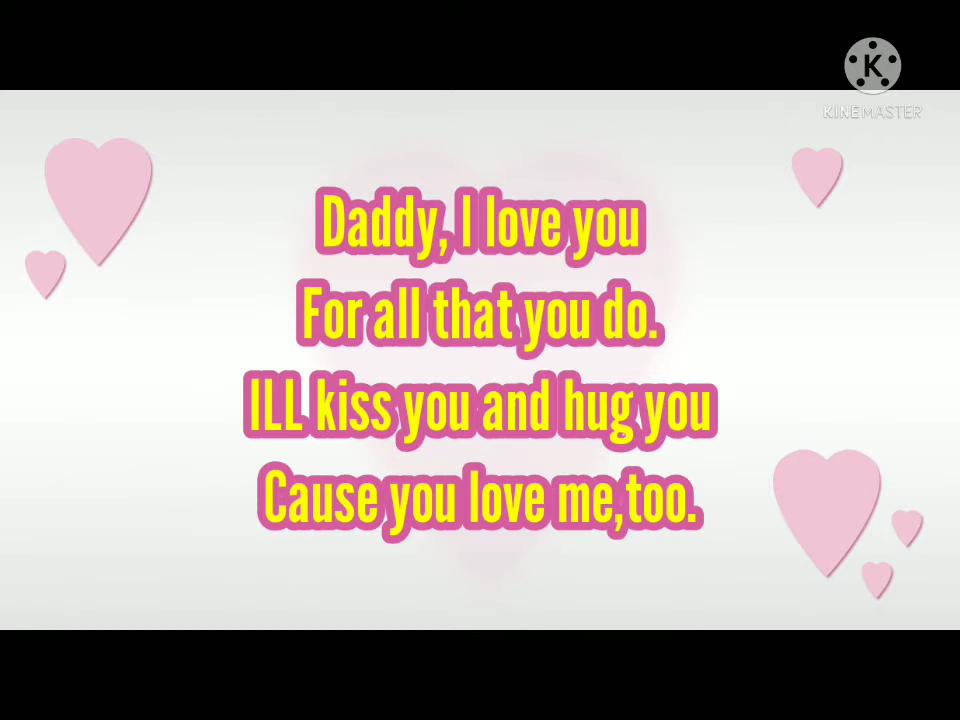 K
KINEMASTER
Daddy, I love you
For all that you do.
ILL kiss you and hug you
Cause you love me,too.